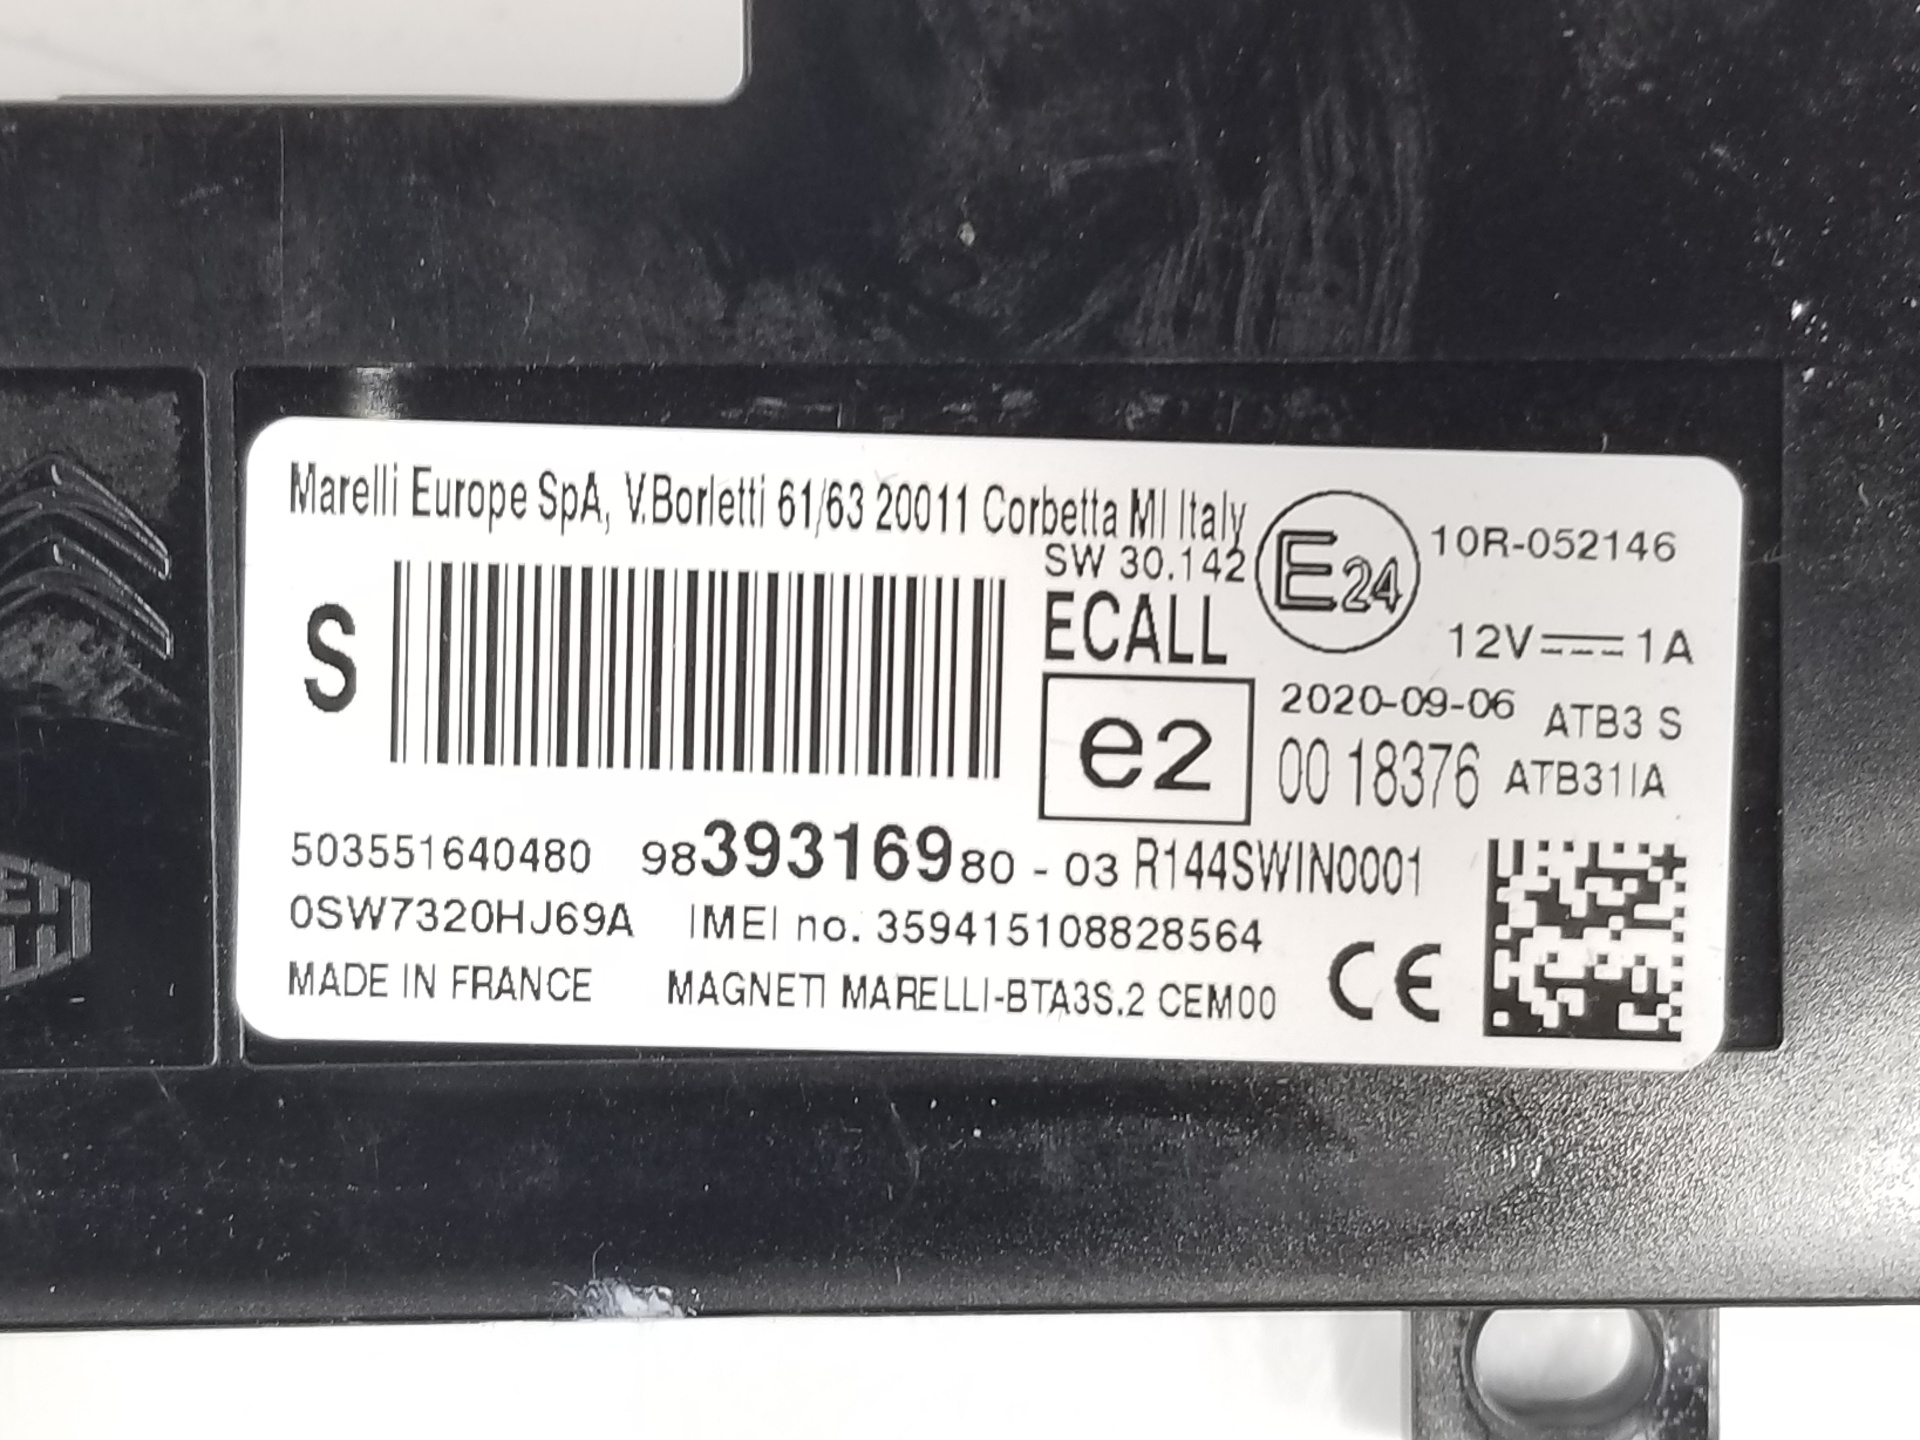 Marelli Europe SpA, V.Borletti 61/63 20011 Corbetta MI Italy
SW 30.142
E24
10R-052146
S
ECALL
12V 1A
e2
2020-09-06 ATB3 S
00 18376 ATB31IA
503551640480 9839316980 - 03 R144SWIN0001
0SW7320HJ69A IMEI no. 359415108828564
MADE IN FRANCE MAGNETI MARELLI-BTA3S.2 CEM00
CE